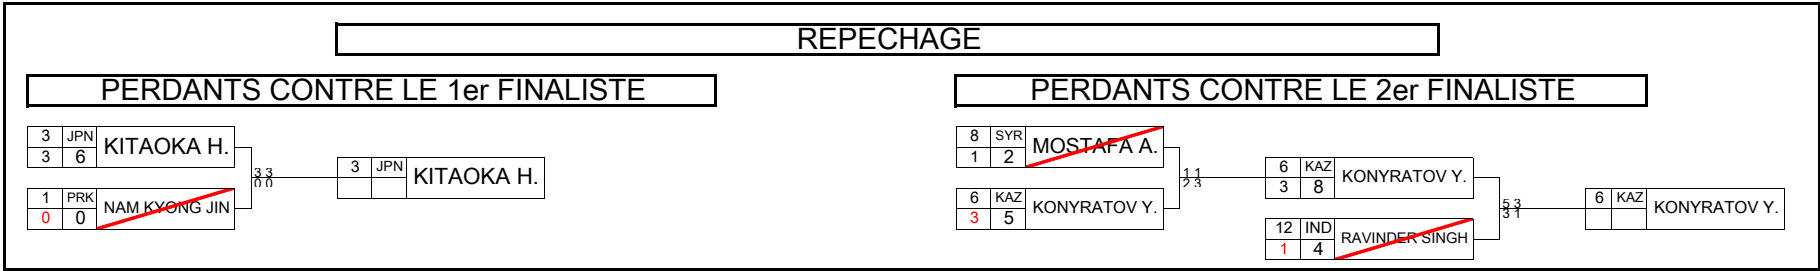 REPECHAGE
PERDANTS CONTRE LE 1er FINALISTE
3 JPN KITAOKA H.
3 6
3 3
0 0
1 PRK NAM KYONG JIN
0 0
3 JPN KITAOKA H.
PERDANTS CONTRE LE 2er FINALISTE
8 SYR MOSTAFA A.
1 2
1 1
2 3
6 KAZ KONYRATOV Y.
3 5
6 KAZ KONYRATOV Y.
3 8
5 3
3 1
12 IND RAVINDER SINGH
1 4
6 KAZ KONYRATOV Y.